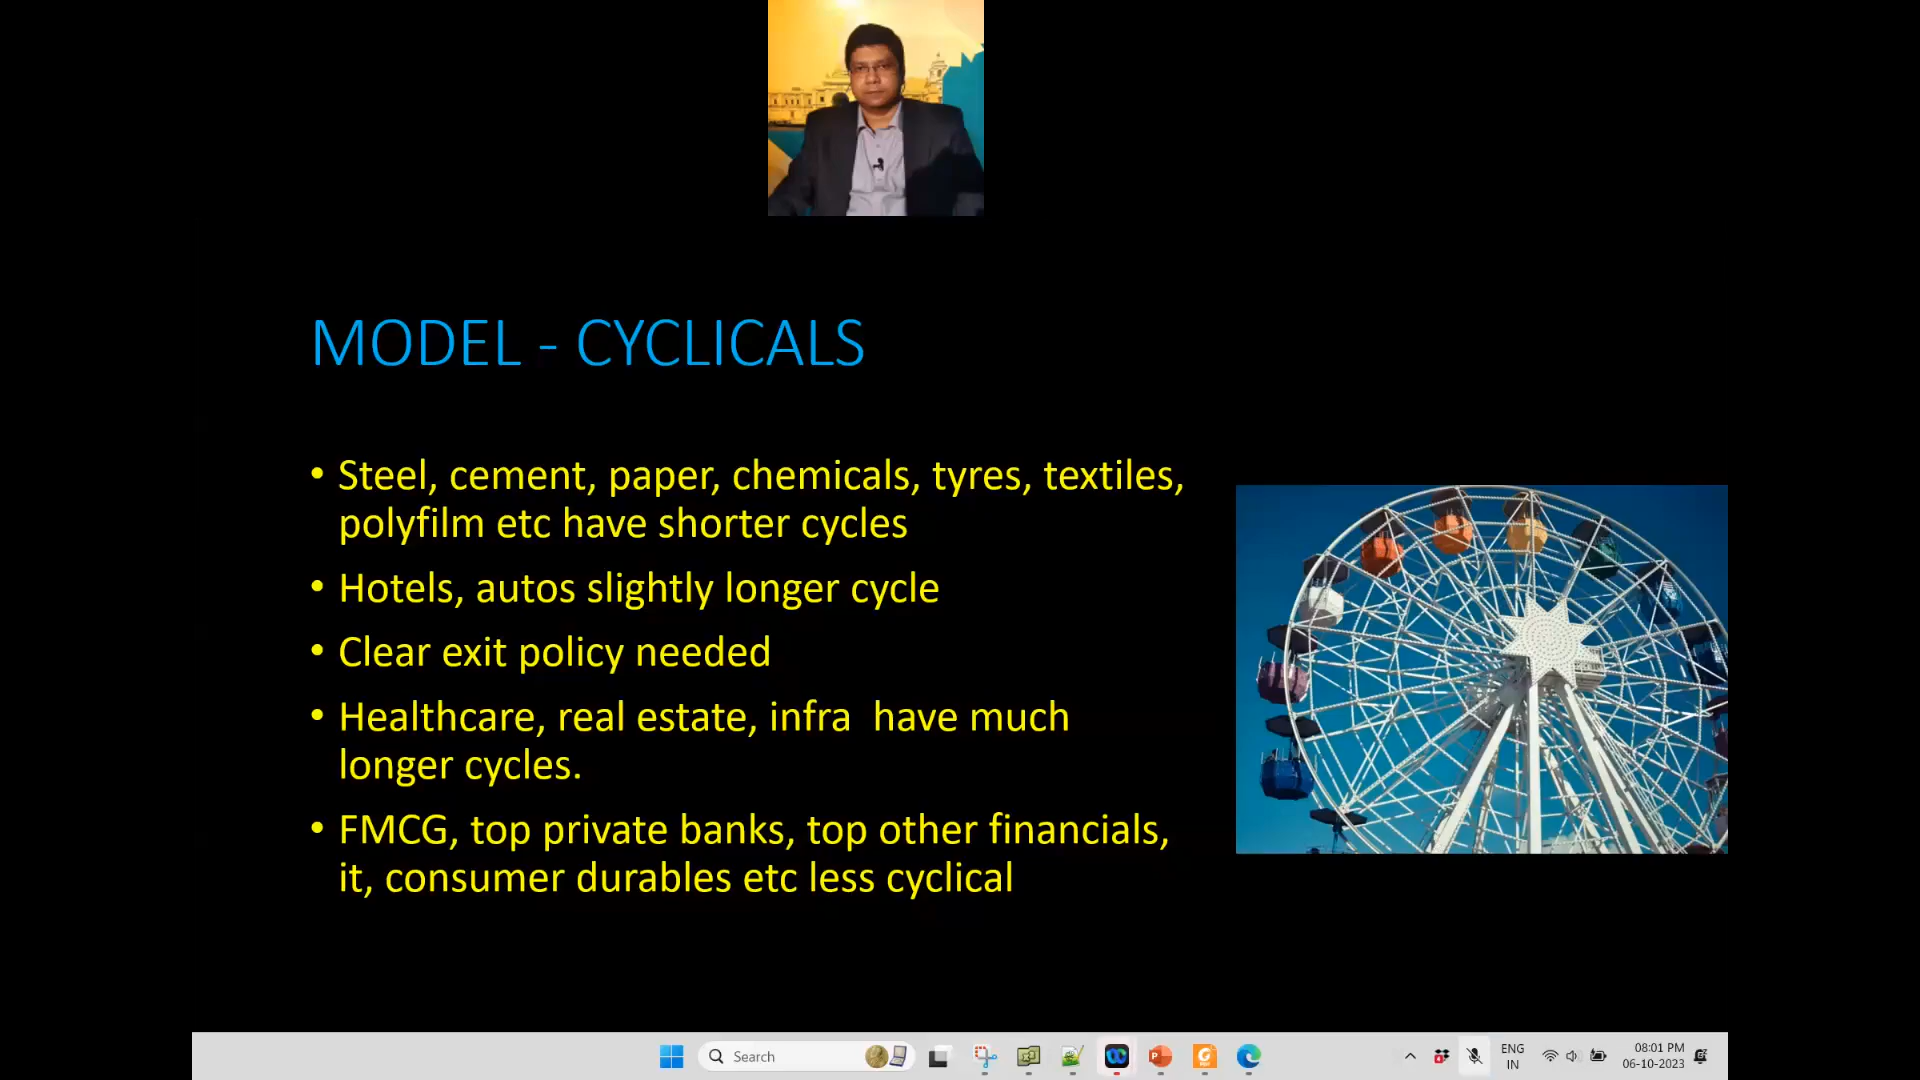 MODEL - CYCLICALS
• Steel, cement, paper, chemicals, tyres, textiles,
polyfilm etc have shorter cycles
• Hotels, autos slightly longer cycle
• Clear exit policy needed
• Healthcare, real estate, infra  have much
longer cycles.
• FMCG, top private banks, top other financials,
it, consumer durables etc less cyclical
Search
ENG
IN
08:01 PM
06-10-2023